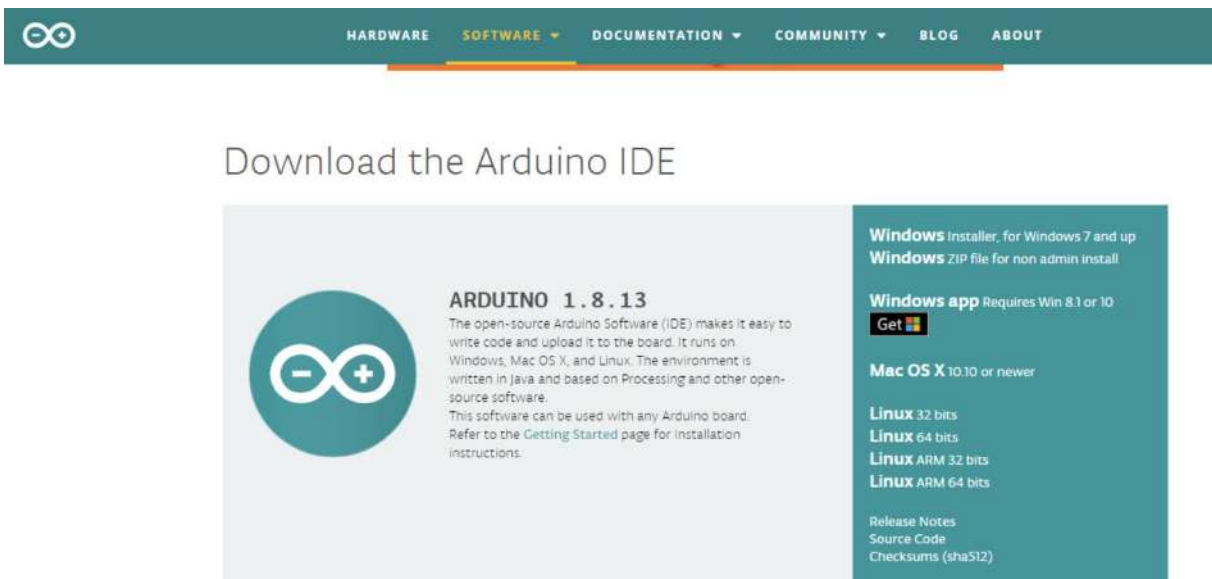 HARDWARE SOFTWARE DOCUMENTATION COMMUNITY BLOG ABOUT
Download the Arduino IDE
ARDUINO 1.8.13
The open-source Arduino Software (IDE) makes it easy to
write code and upload it to the board. It runs on
Windows, Mac OS X, and Linux. The environment is
written in Java and based on Processing and other open-
source software.
This software can be used with any Arduino board.
Refer to the Getting Started page for Installation
instructions.
Windows Installer, for Windows 7 and up
Windows ZIP file for non admin install
Windows app Requires Win 8.1 or 10
Get
Mac OS X 10.10 or newer
Linux 32 bits
Linux 64 bits
Linux ARM 32 bits
Linux ARM 64 bits
Release Notes
Source Code
Checksums (sha512)